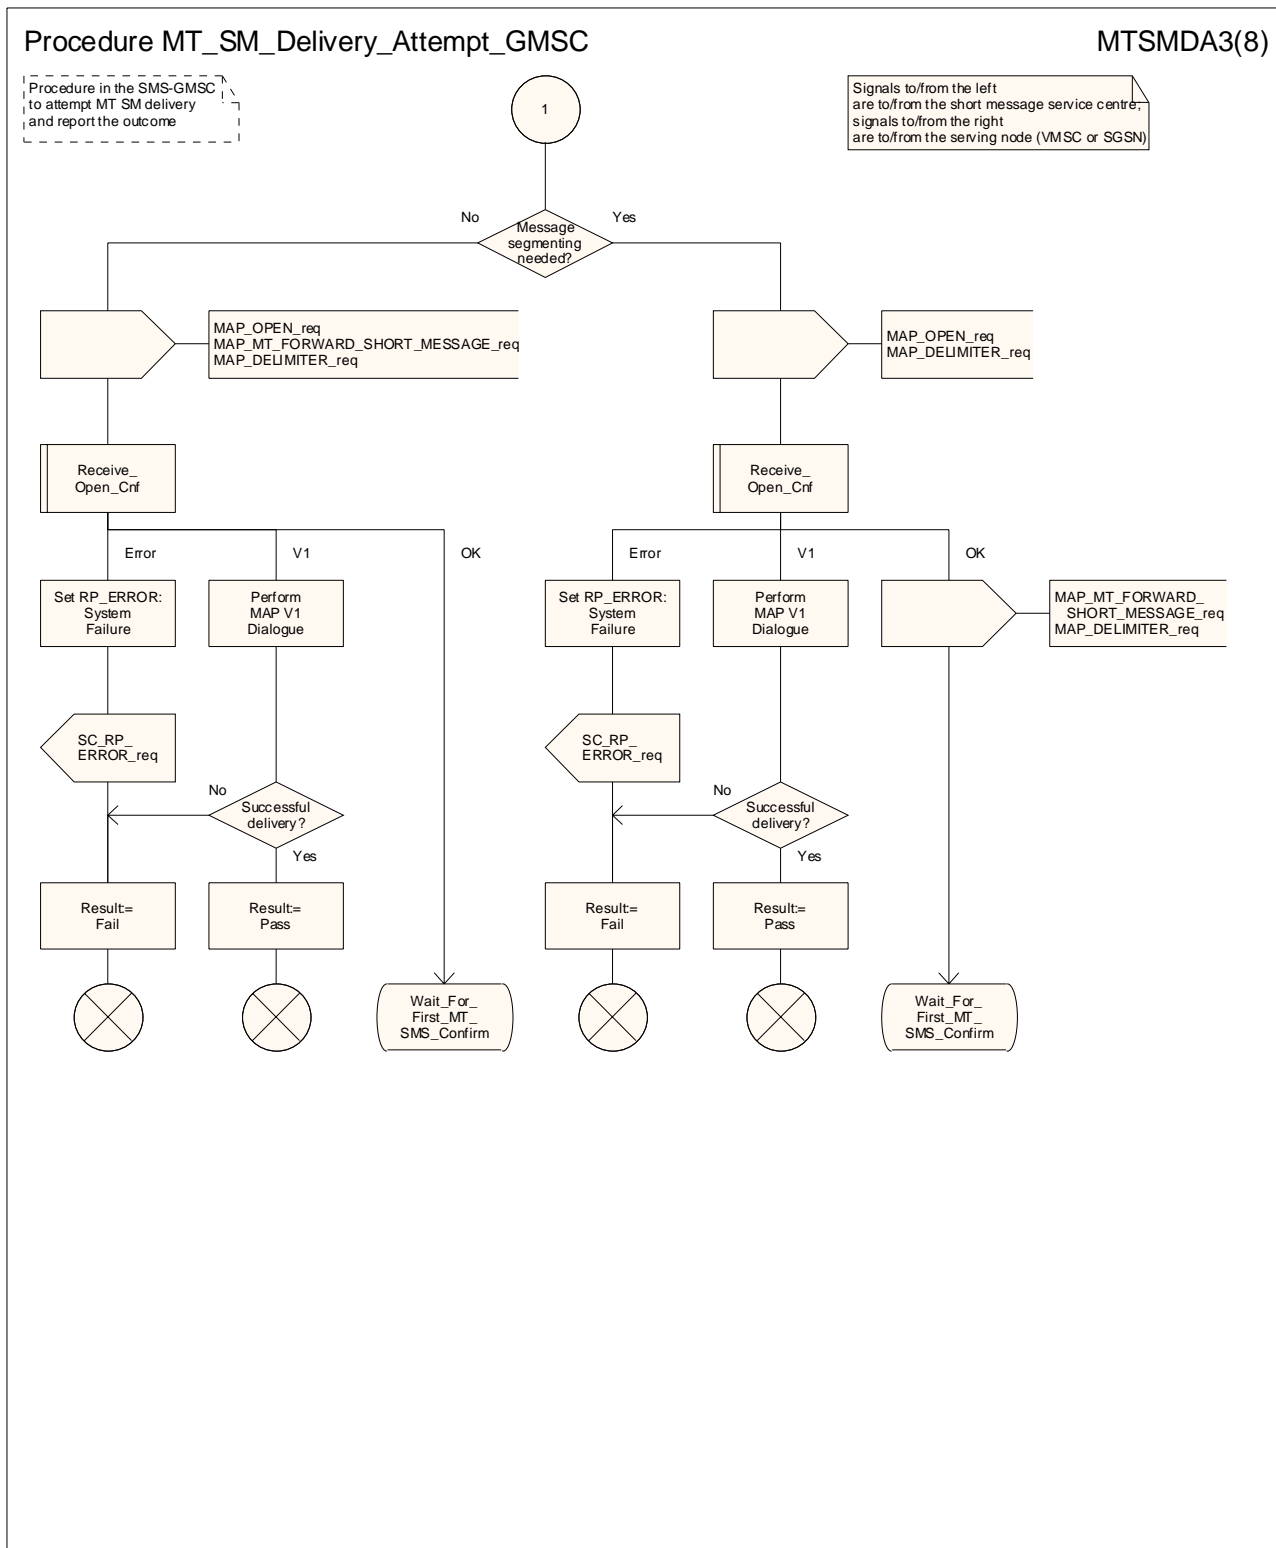 Procedure MT_SM_Delivery_Attempt_GMSC
MTSMDA3(8)
Procedure in the SMS-GMSC
to attempt MT SM delivery
and report the outcome
1
Signals to/from the left
are to/from the short message service centre;
signals to/from the right
are to/from the serving node (VMSC or SGSN)
No
Yes
Message
segmenting
needed?
MAP_OPEN_req
MAP_MT_FORWARD_SHORT_MESSAGE_req
MAP_DELIMITER_req
MAP_OPEN_req
MAP_DELIMITER_req
Receive_
Open_Cnf
Receive_
Open_Cnf
Error
V1
OK
Error
V1
OK
Set RP_ERROR:
System
Failure
Perform
MAP V1
Dialogue
Set RP_ERROR:
System
Failure
Perform
MAP V1
Dialogue
MAP_MT_FORWARD_
SHORT_MESSAGE_req
MAP_DELIMITER_req
SC_RP_
ERROR_req
SC_RP_
ERROR_req
No
Successful
delivery?
Yes
No
Successful
delivery?
Yes
Result:=
Fail
Result:=
Pass
Result:=
Fail
Result:=
Pass
Wait_For_
First_MT_
SMS_Confirm
Wait_For_
First_MT_
SMS_Confirm